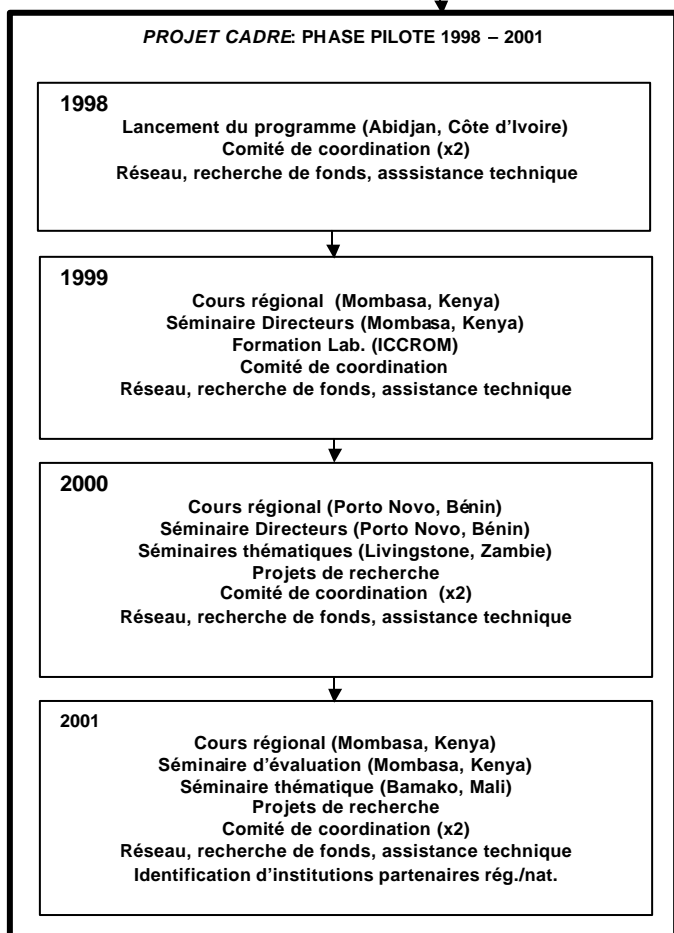 PROJET CADRE: PHASE PILOTE 1998 – 2001
1998
Lancement du programme (Abidjan, Côte d'Ivoire)
Comité de coordination (x2)
Réseau, recherche de fonds, asssistance technique
1999
Cours régional (Mombasa, Kenya)
Séminaire Directeurs (Mombasa, Kenya)
Formation Lab. (ICCROM)
Comité de coordination
Réseau, recherche de fonds, assistance technique
2000
Cours régional (Porto Novo, Bénin)
Séminaire Directeurs (Porto Novo, Bénin)
Séminaires thématiques (Livingstone, Zambie)
Projets de recherche
Comité de coordination (x2)
Réseau, recherche de fonds, assistance technique
2001
Cours régional (Mombasa, Kenya)
Séminaire d'évaluation (Mombasa, Kenya)
Séminaire thématique (Bamako, Mali)
Projets de recherche
Comité de coordination (x2)
Réseau, recherche de fonds, assistance technique
Identification d'institutions partenaires rég./nat.